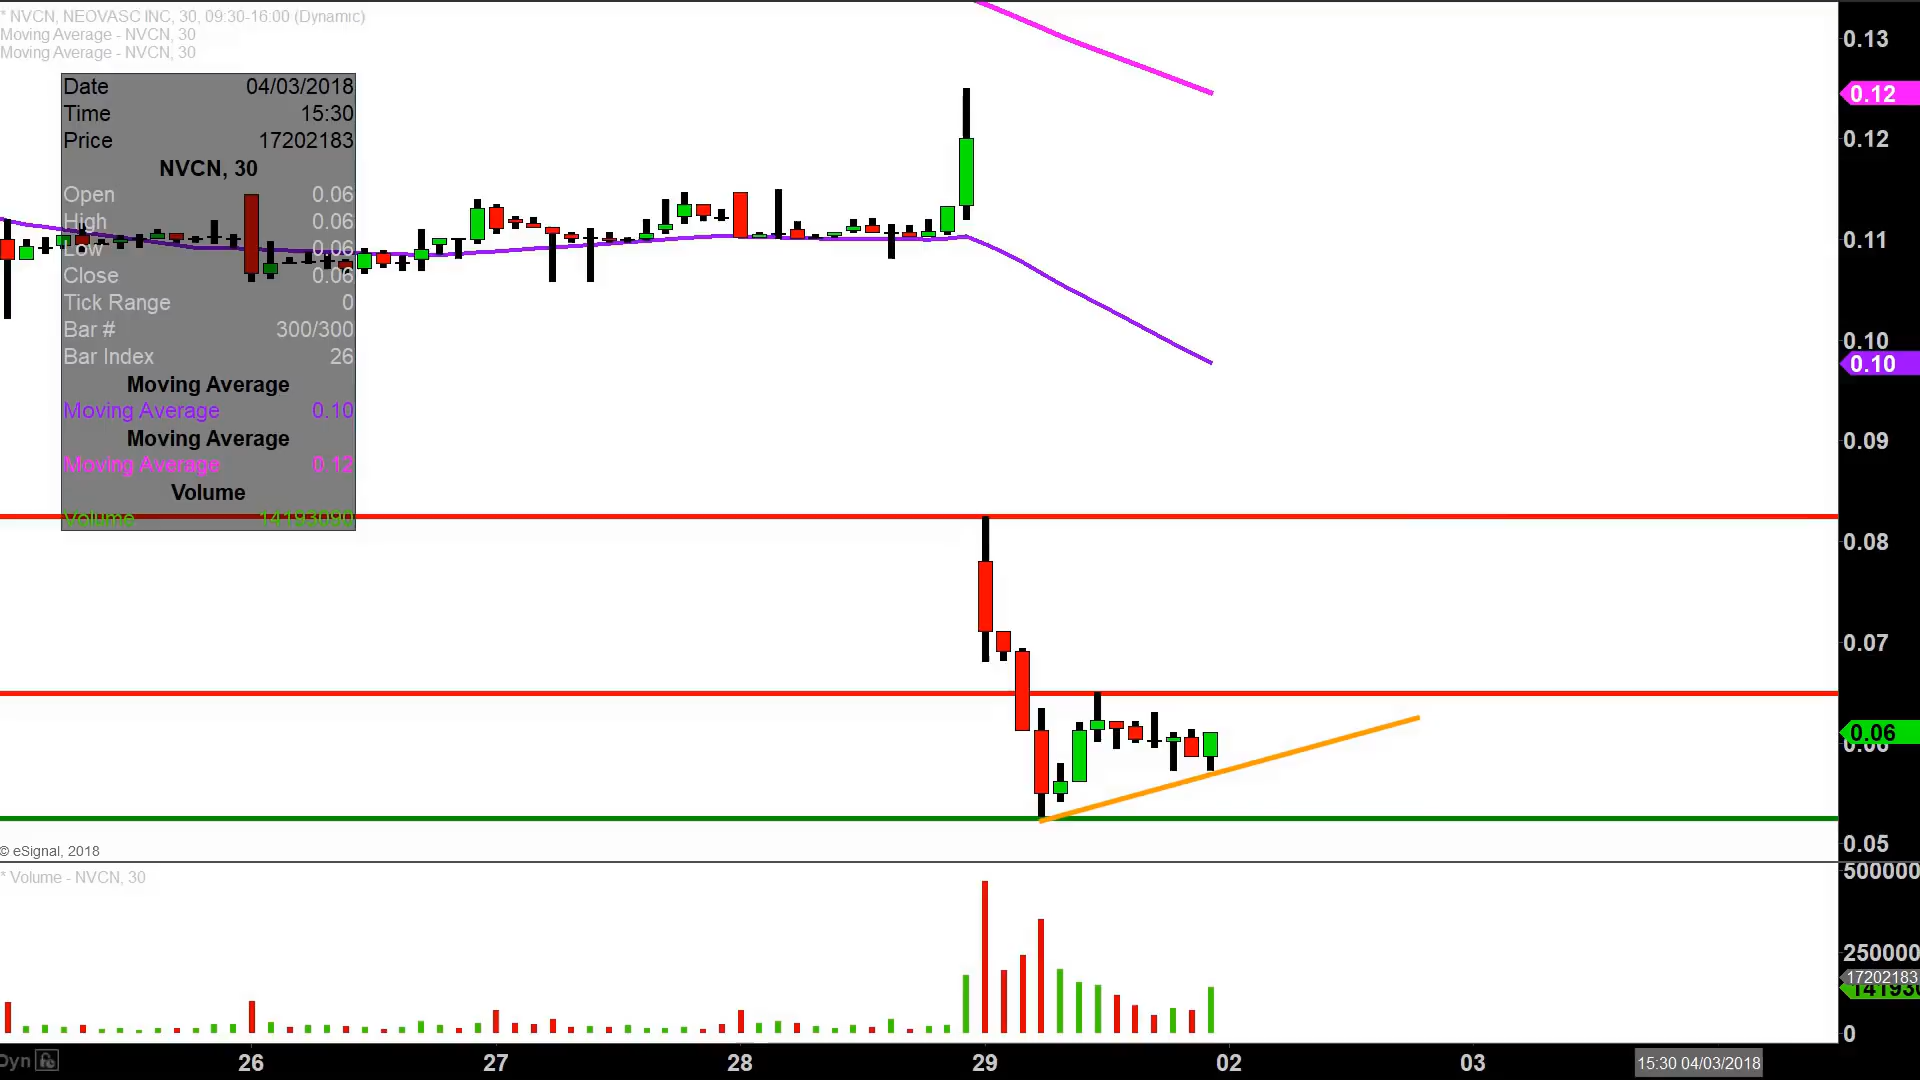 * NVCN, NEOVASC INC, 30, 09:30-16:00 (Dynamic)
Moving Average - NVCN, 30
Moving Average - NVCN, 30
Date 04/03/2018
Time 15:30
Price 17202183
NVCN, 30
Open 0.06
High 0.06
Low 0.06
Close 0.06
Tick Range 0
Bar # 300/300
Bar Index 26
Moving Average
Moving Average 0.10
Moving Average
Moving Average 0.12
Volume
Volume 14193090
0.13
0.12
0.12
0.11
0.10
0.10
0.09
0.08
0.07
0.06
0.06
0.05
© eSignal, 2018
* Volume - NVCN, 30
500000
250000
17202183
141930
0
Dyn
26
27
28
29
02
03
15:30 04/03/2018